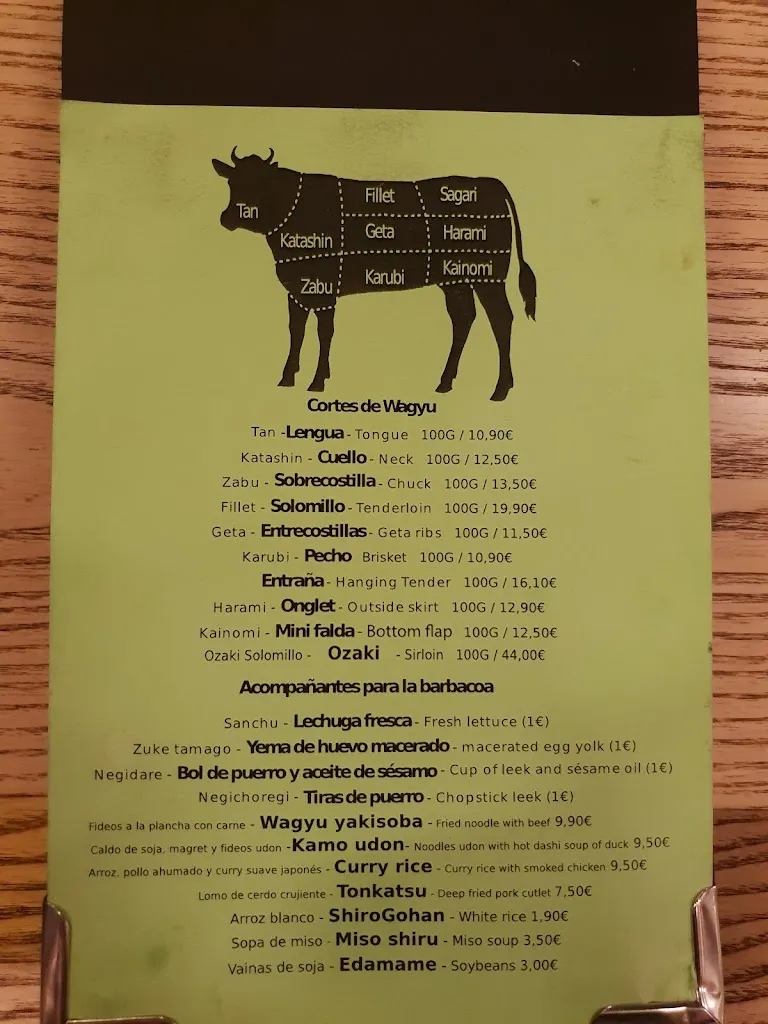 Fillet Sagari
Tan
Katashin Geta Harami
Zabu Karubi Kainomi
Cortes de Wagyu
Tan -Lengua- Tongue 100G / 10,90€
Katashin - Cuello- Neck 100G / 12,50€
Zabu - Sobrecostilla- Chuck 100G / 13,50€
Fillet - Solomillo- Tenderloin 100G / 19,90€
Geta - Entrecostillas- Geta ribs 100G / 11,50€
Karubi - Pecho Brisket 100G / 10,90€
Entraña- Hanging Tender 100G / 16,10€
Harami - Onglet- Outside skirt 100G / 12,90€
Kainomi - Mini falda- Bottom flap 100G / 12,50€
Ozaki Solomillo - Ozaki - Sirloin 100G / 44,00€
Acompañantes para la barbacoa
Sanchu - Lechuga fresca- Fresh lettuce (1€)
Zuke tamago - Yema de huevo macerado- macerated egg yolk (1€)
Negidare - Bol de puerro y aceite de sésamo- Cup of leek and sésame oil (1€)
Negichoregi - Tiras de puerro- Chopstick leek (1€)
Fideos a la plancha con carne - Wagyu yakisoba - Fried noodle with beef 9,90€
Caldo de soja, magret y fideos udon -Kamo udon- Noodles udon with hot dashi soup of duck 9,50€
Arroz, pollo ahumado y curry suave japonés - Curry rice - Curry rice with smoked chicken 9,50€
Lomo de cerdo crujiente - Tonkatsu - Deep fried pork cutlet 7,50€
Arroz blanco - ShiroGohan - White rice 1,90€
Sopa de miso - Miso shiru - Miso soup 3,50€
Vainas de soja - Edamame - Soybeans 3,00€